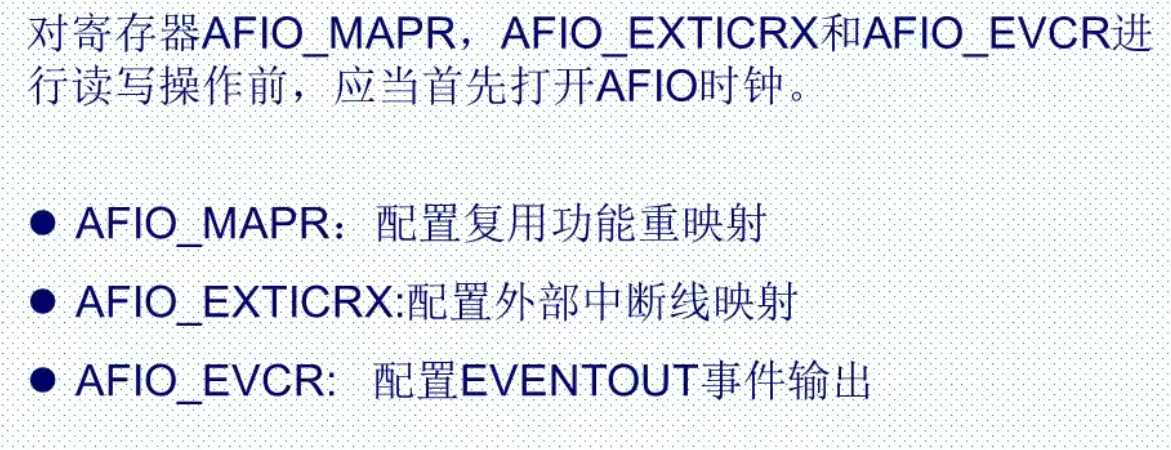 对寄存器AFIO_MAPR，AFIO_EXTICRX和AFIO_EVCR进
行读写操作前，应当首先打开AFIO时钟。
● AFIO_MAPR：配置复用功能重映射
● AFIO_EXTICRX:配置外部中断线映射
● AFIO_EVCR: 配置EVENTOUT事件输出